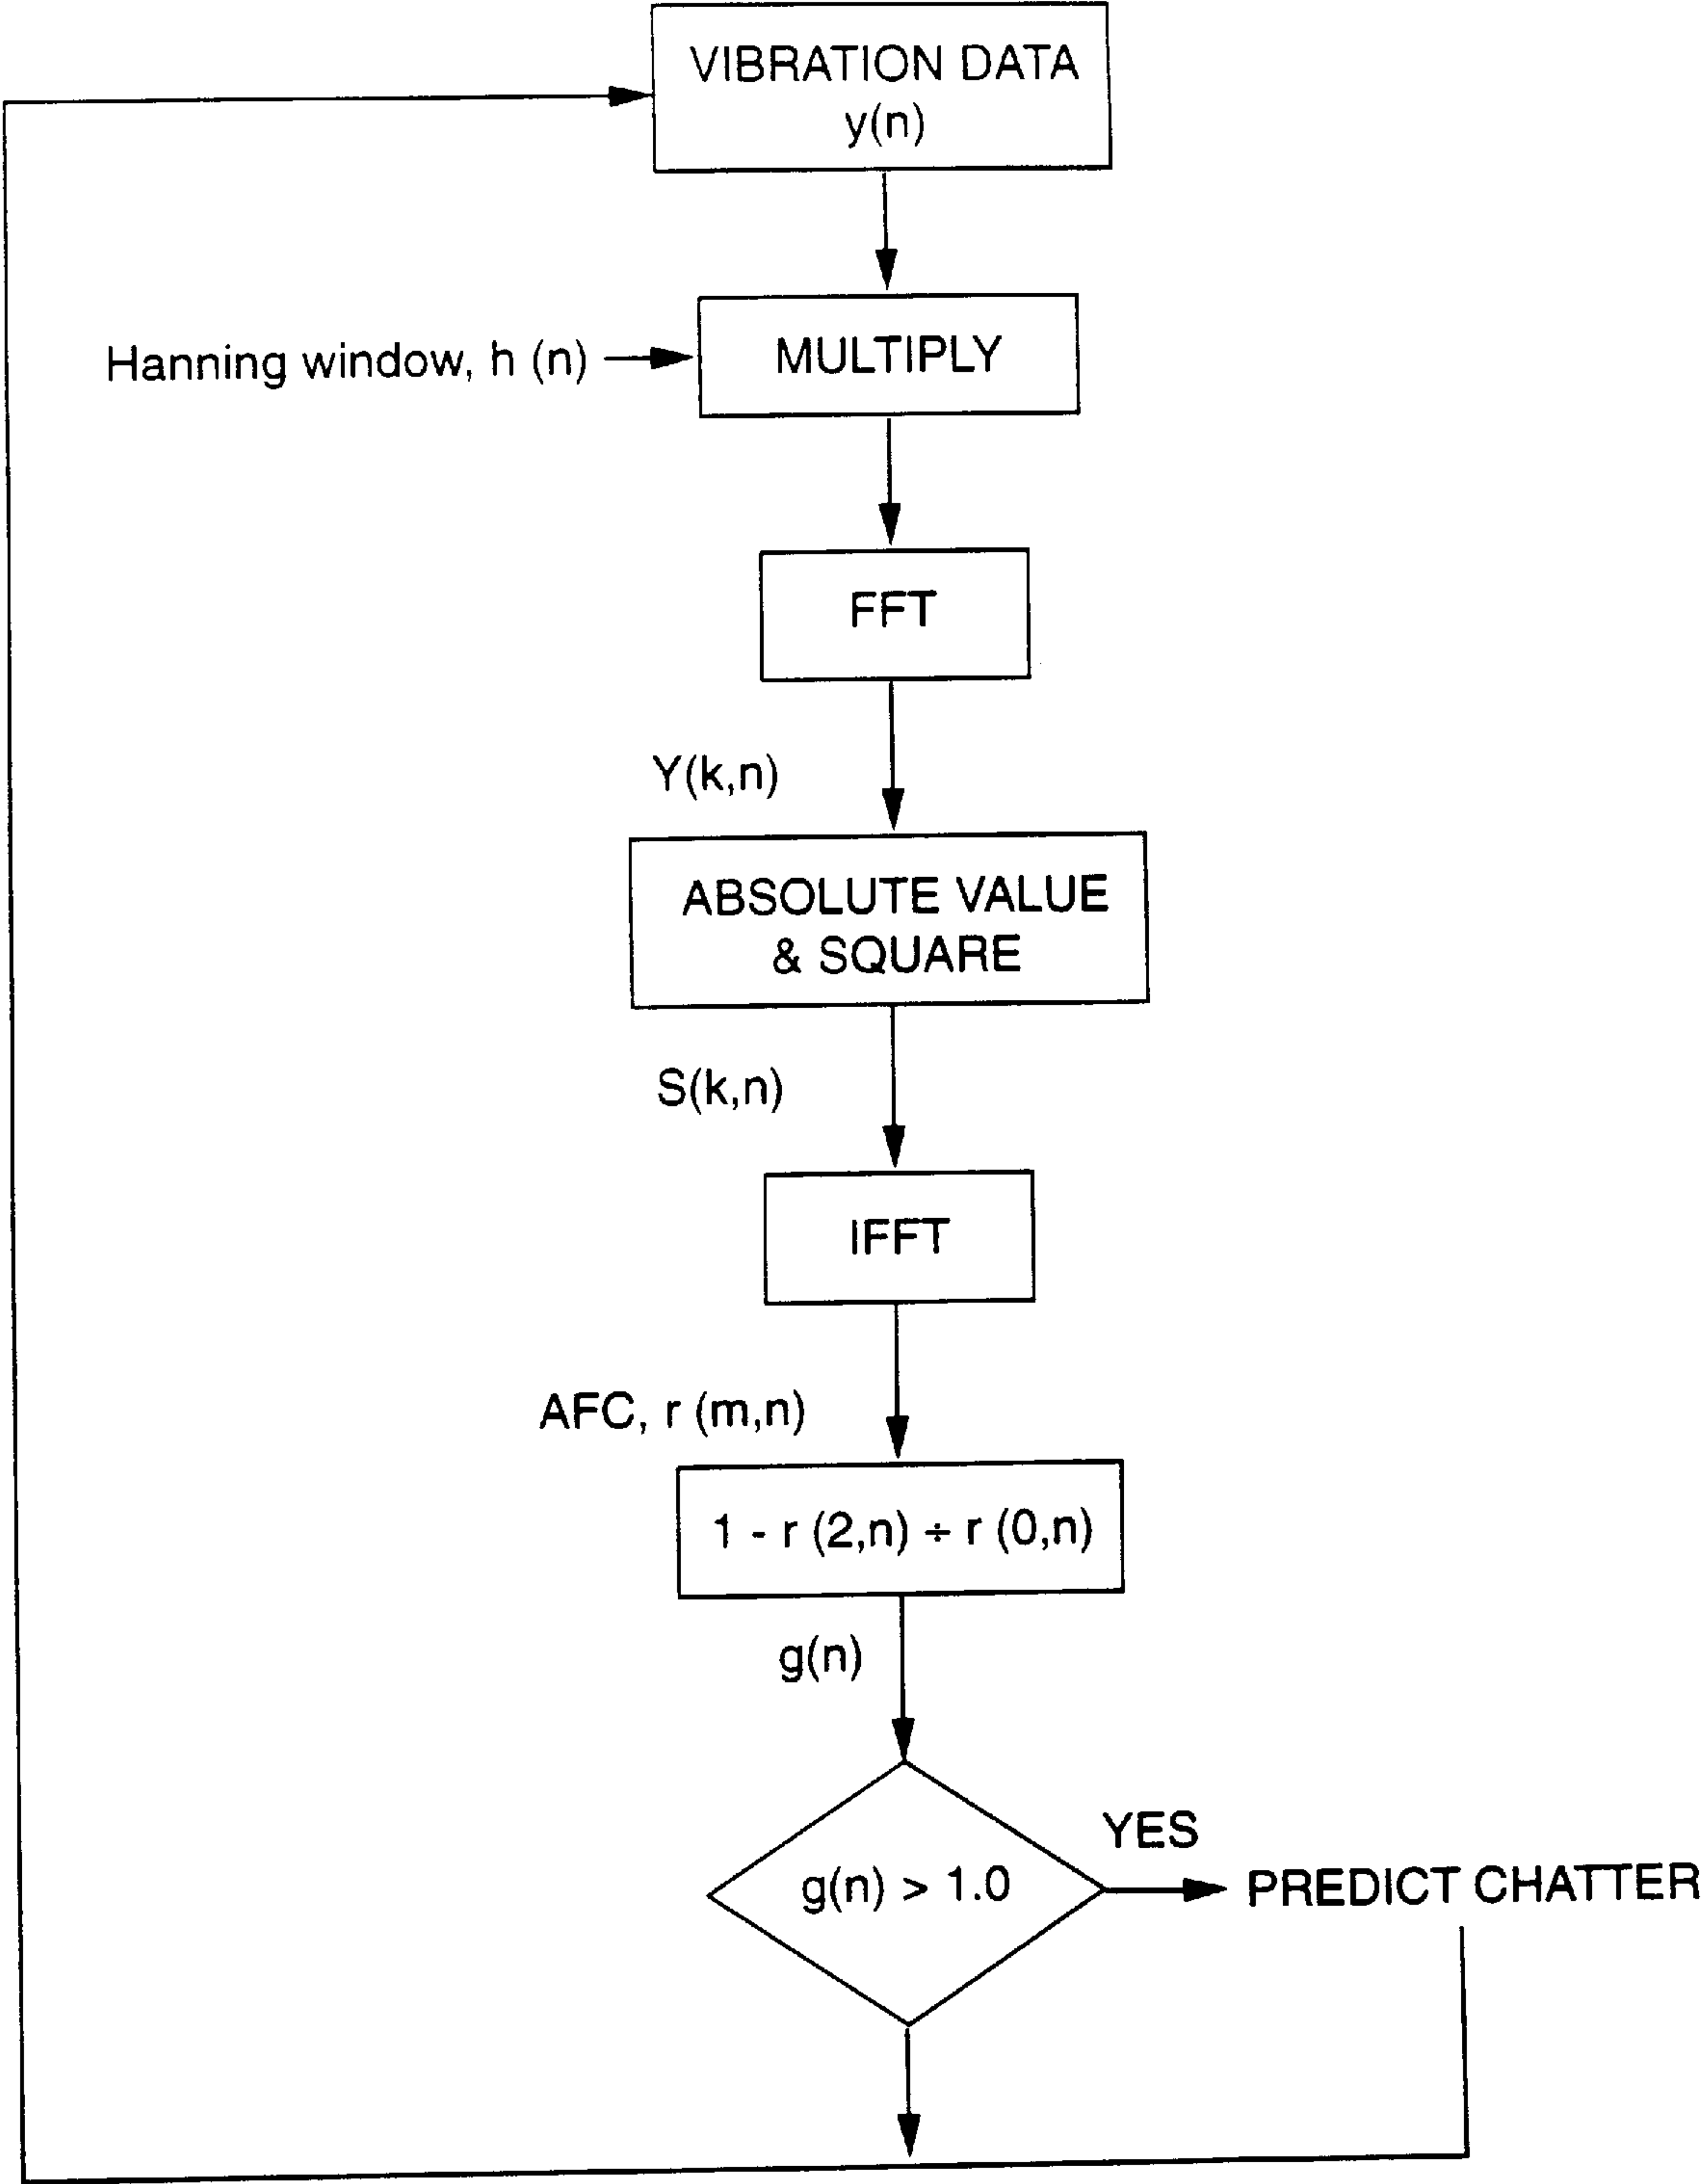 VIBRATION DATA
y(n)
Hanning window, h (n)
MULTIPLY
FFT
Y(k,n)
ABSOLUTE VALUE
& SQUARE
S(k,n)
IFFT
AFC, r (m,n)
1 - r (2,n) ÷ r (0,n)
g(n)
YES
g(n) > 1.0
PREDICT CHATTER